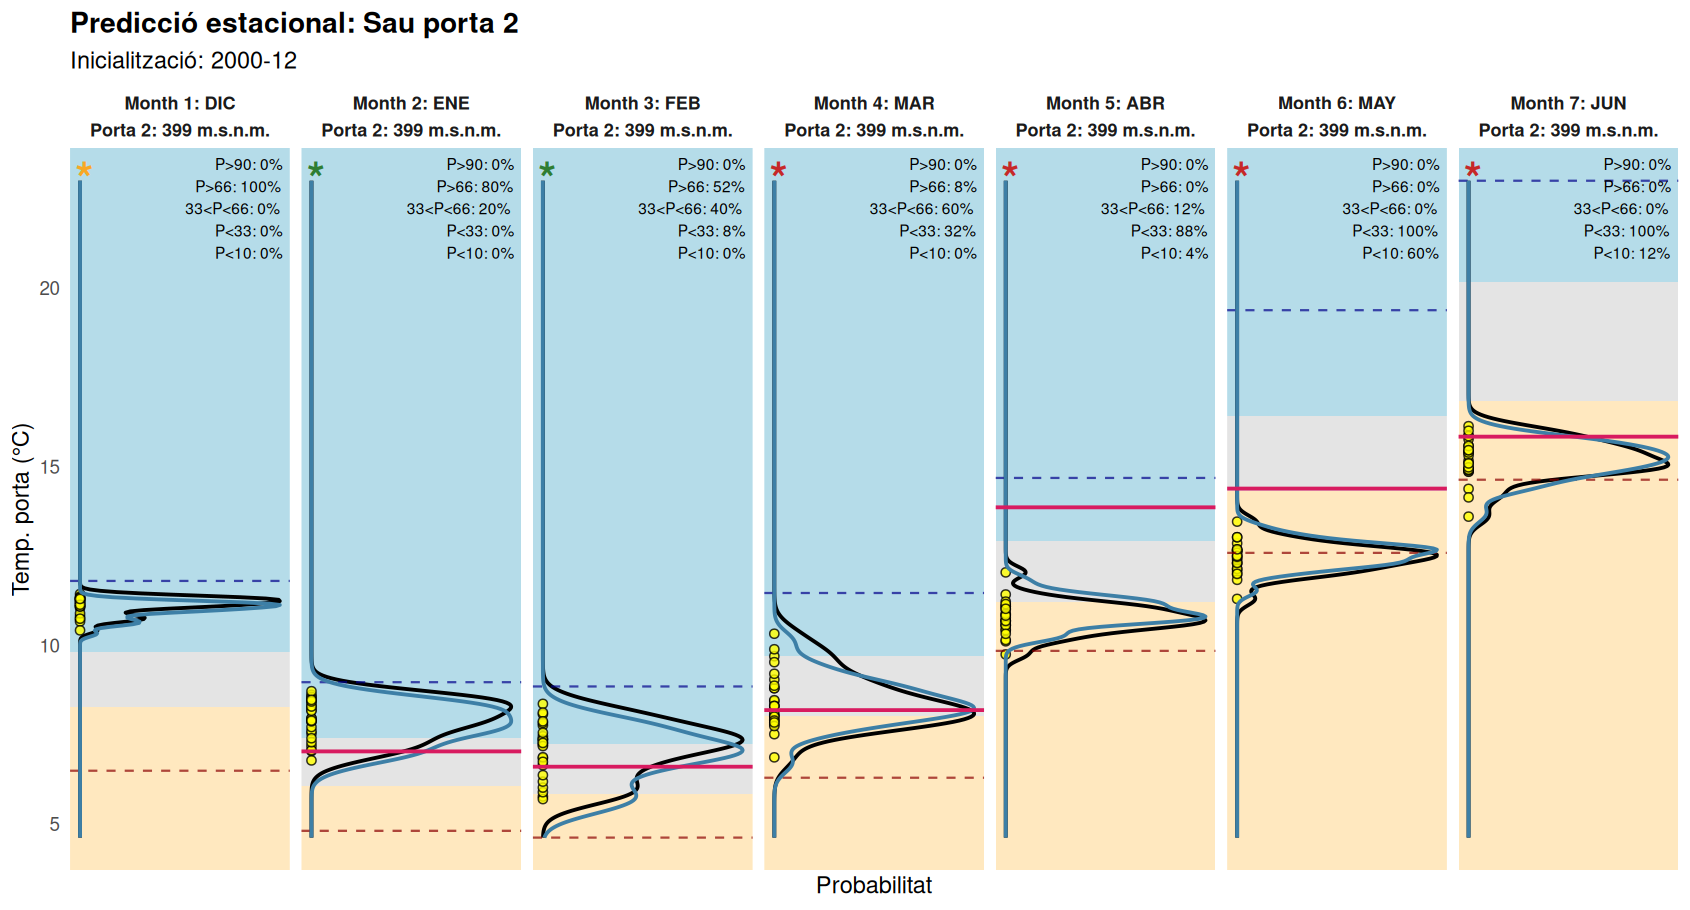 Predicció estacional: Sau porta 2
Inicialització: 2000-12
Month 1: DIC
Porta 2: 399 m.s.n.m.
Month 2: ENE
Porta 2: 399 m.s.n.m.
Month 3: FEB
Porta 2: 399 m.s.n.m.
Month 4: MAR
Porta 2: 399 m.s.n.m.
Month 5: ABR
Porta 2: 399 m.s.n.m.
Month 6: MAY
Porta 2: 399 m.s.n.m.
Month 7: JUN
Porta 2: 399 m.s.n.m.
*
P>90: 0%
P>66: 100%
33<P<66: 0%
P<33: 0%
P<10: 0%
*
P>90: 0%
P>66: 80%
33<P<66: 20%
P<33: 0%
P<10: 0%
*
P>90: 0%
P>66: 52%
33<P<66: 40%
P<33: 8%
P<10: 0%
*
P>90: 0%
P>66: 8%
33<P<66: 60%
P<33: 32%
P<10: 0%
*
P>90: 0%
P>66: 0%
33<P<66: 12%
P<33: 88%
P<10: 4%
*
P>90: 0%
P>66: 0%
33<P<66: 0%
P<33: 100%
P<10: 60%
*
P>90: 0%
P>66: 0%
33<P<66: 0%
P<33: 100%
P<10: 12%
20
15
10
5
Temp. porta (°C)
Probabilitat